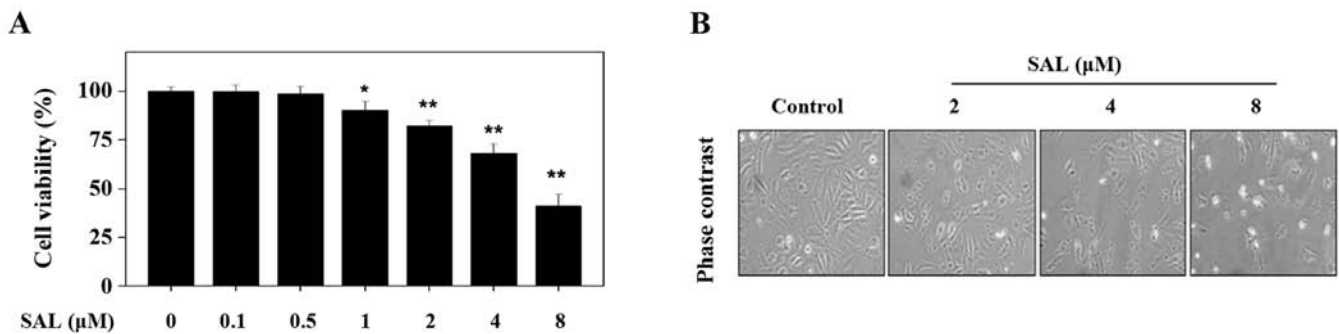 A
Cell viability (%)
100
75
50
25
0
* ** ** **
SAL (µM) 0 0.1 0.5 1 2 4 8
B
SAL (µM)
Control 2 4 8
Phase contrast